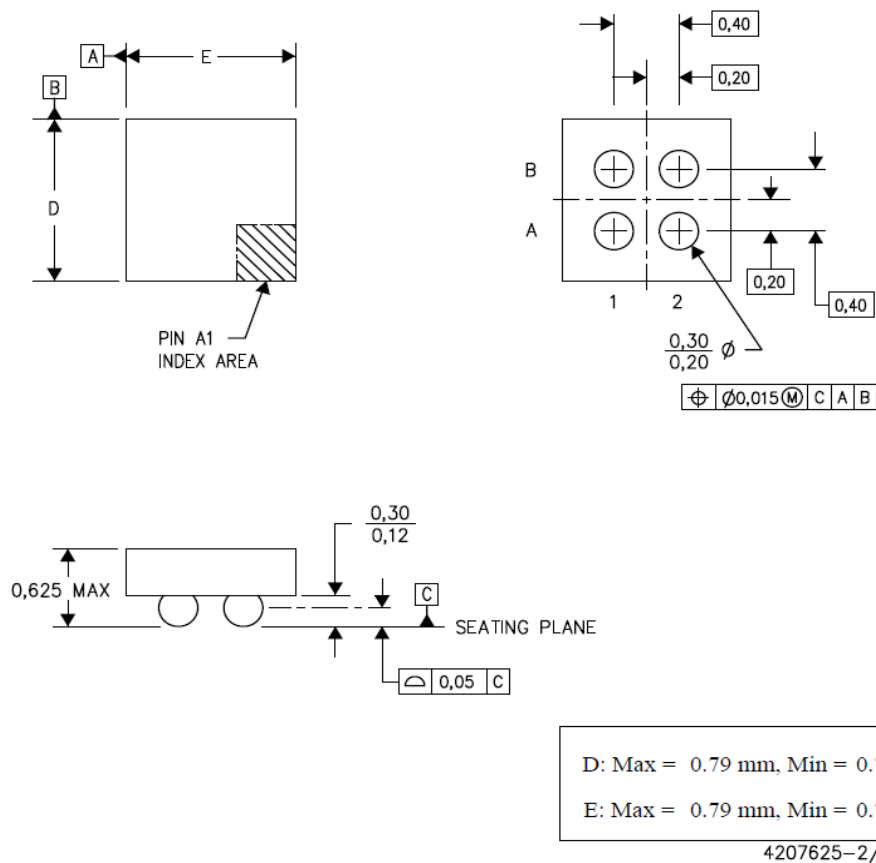 A
E
B
D
PIN A1
INDEX AREA
0,40
0,20
B
A
1 2
0,20
0,40
0,30
0,20 Ø
⌖ Ø0,015Ⓜ C A B
0,625 MAX
0,30
0,12
C
SEATING PLANE
⌓ 0,05 C
D: Max = 0.79 mm, Min =
E: Max = 0.79 mm, Min =
4207625-2/